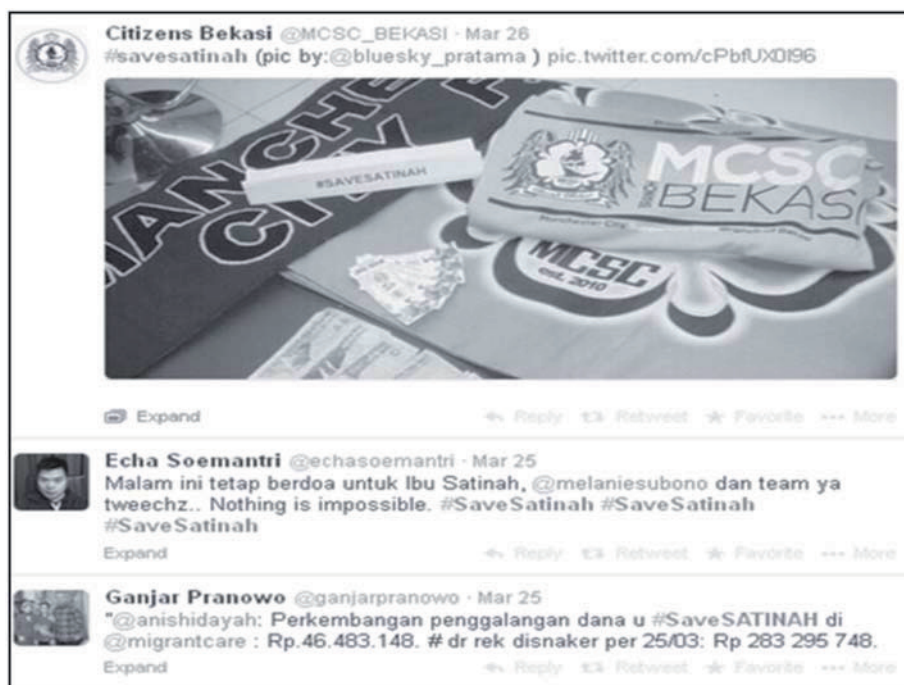 Citizens Bekasi @MCSC_BEKASI · Mar 26
#savesatinah (pic by:@bluesky_pratama ) pic.twitter.com/cPbfUX0I96
MANCHE
CITY
#SAVESATINAH
MCSC
BEKAS
Manchester City
MCSC
est. 2010
Expand Reply Retweet Favorite More
Echa Soemantri @echasoemantri · Mar 25
Malam ini tetap berdoa untuk Ibu Satinah, @melaniesubono dan team ya
tweechz.. Nothing is impossible. #SaveSatinah #SaveSatinah
#SaveSatinah
Expand Reply Retweet Favorite More
Ganjar Pranowo @ganjarpranowo · Mar 25
"@anishidayah: Perkembangan penggalangan dana u #SaveSATINAH di
@migrantcare : Rp.46.483.148. # dr rek disnaker per 25/03: Rp 283 295 748.
Expand Reply Retweet Favorite More